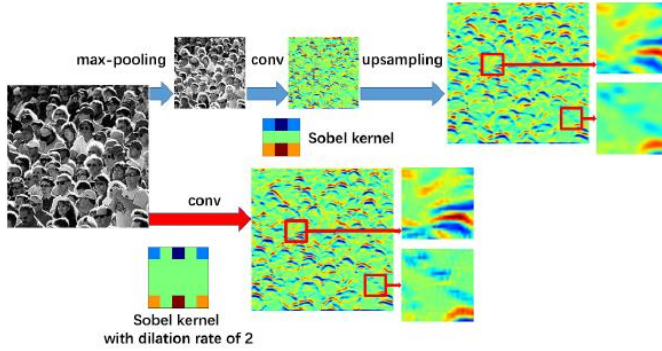 max-pooling
conv
upsampling
Sobel kernel
conv
Sobel kernel
with dilation rate of 2